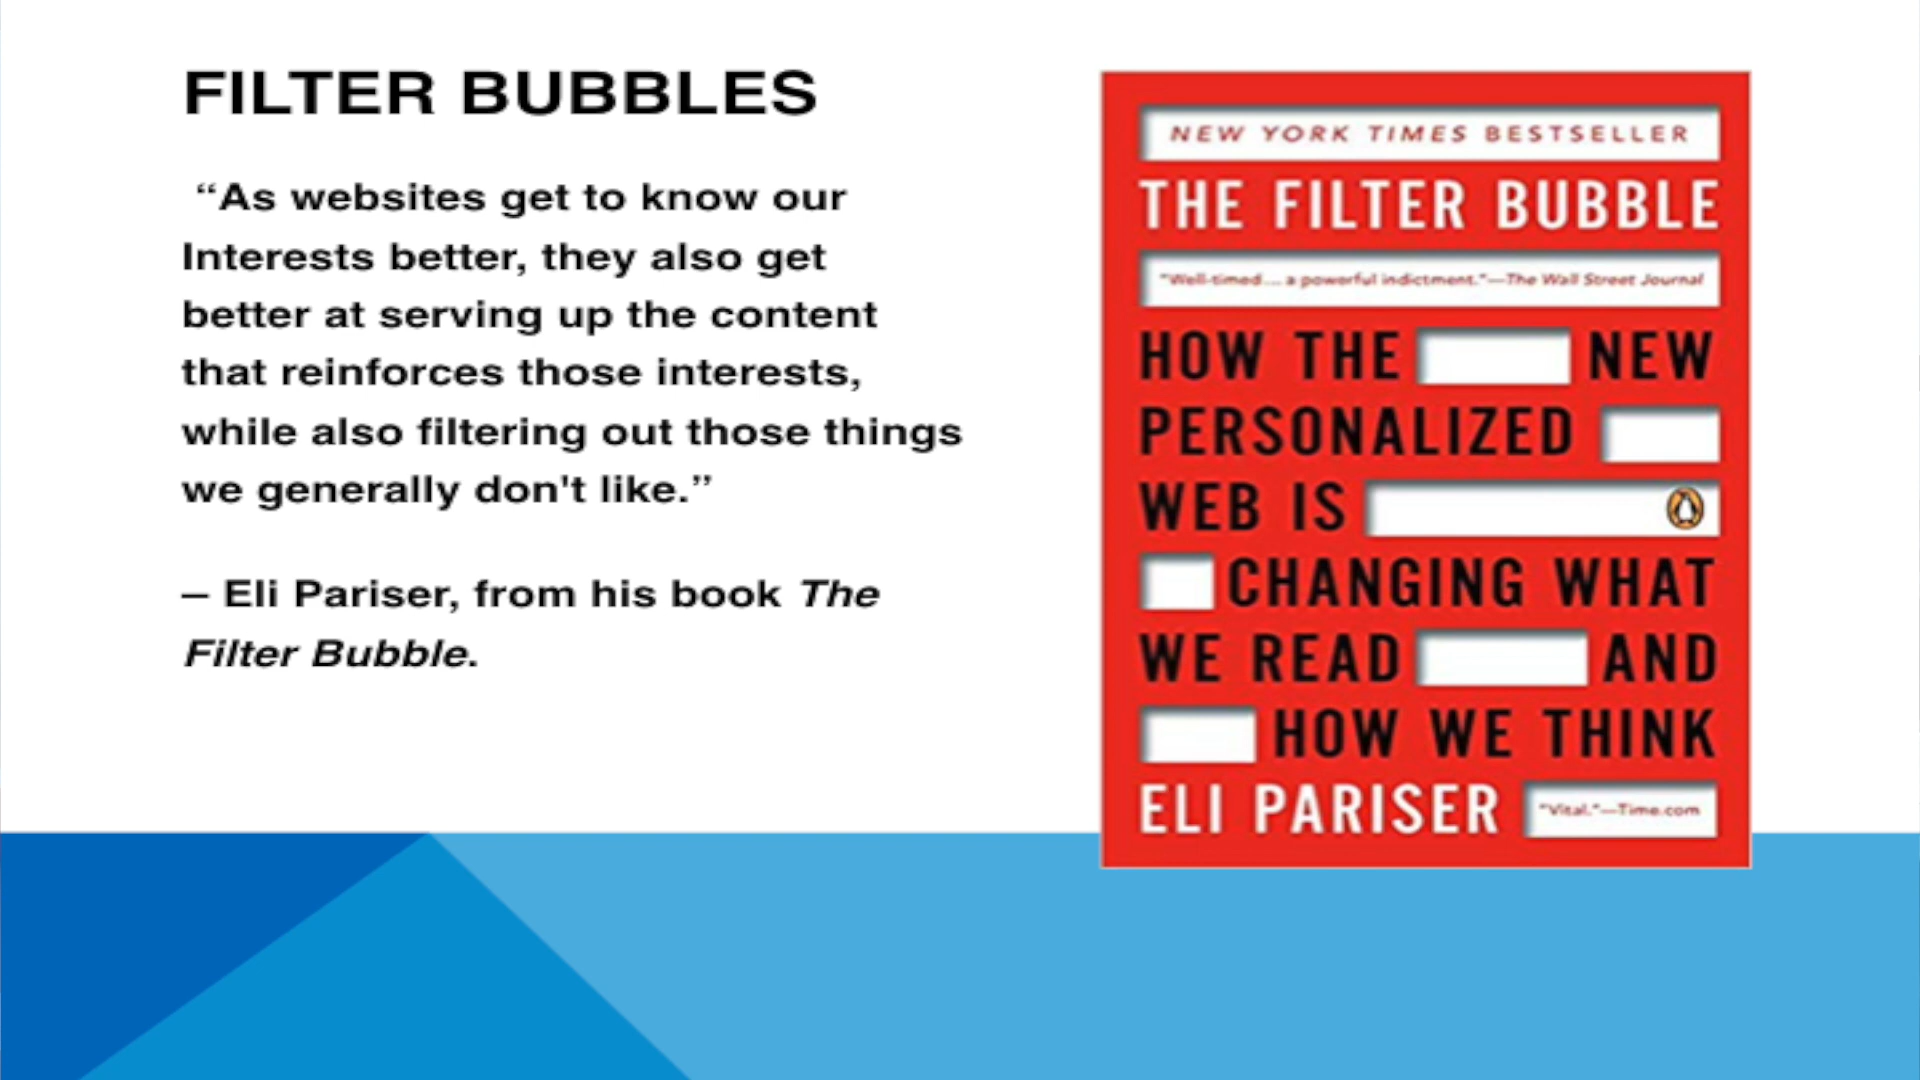 FILTER BUBBLES
“As websites get to know our
Interests better, they also get
better at serving up the content
that reinforces those interests,
while also filtering out those things
we generally don't like.”
– Eli Pariser, from his book The
Filter Bubble.
NEW YORK TIMES BESTSELLER
THE FILTER BUBBLE
"Well-timed... a powerful indictment."—The Wall Street Journal
HOW THE NEW
PERSONALIZED
WEB IS
CHANGING WHAT
WE READ AND
HOW WE THINK
ELI PARISER
"Vital."—Time.com